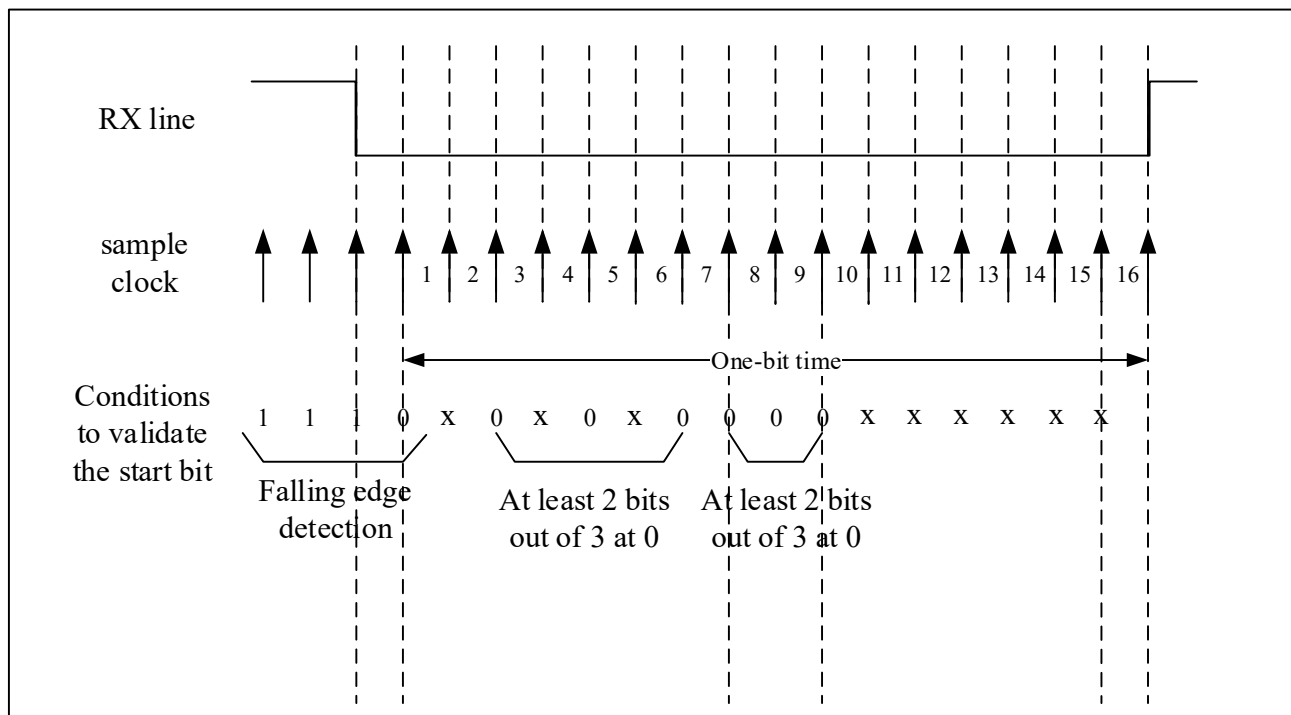 RX line
sample
clock
1 2 3 4 5 6 7 8 9 10 11 12 13 14 15 16
One-bit time
Conditions
to validate
the start bit
1 1 1 0 x 0 x 0 x 0 0 0 0 x x x x x x
Falling edge
detection
At least 2 bits
out of 3 at 0
At least 2 bits
out of 3 at 0